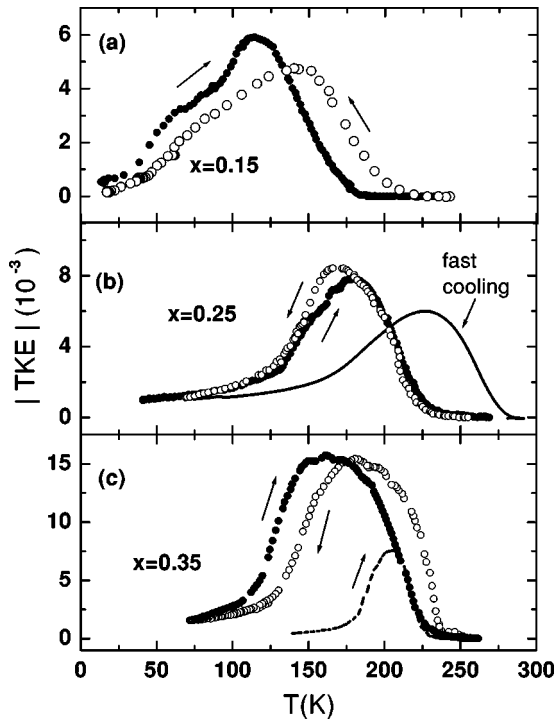 (a)
6
4
2
0
x=0.15
(b)
8
4
0
x=0.25
fast
cooling
| TKE | (10⁻³)
(c)
15
10
5
0
x=0.35
0 50 100 150 200 250 300
T(K)